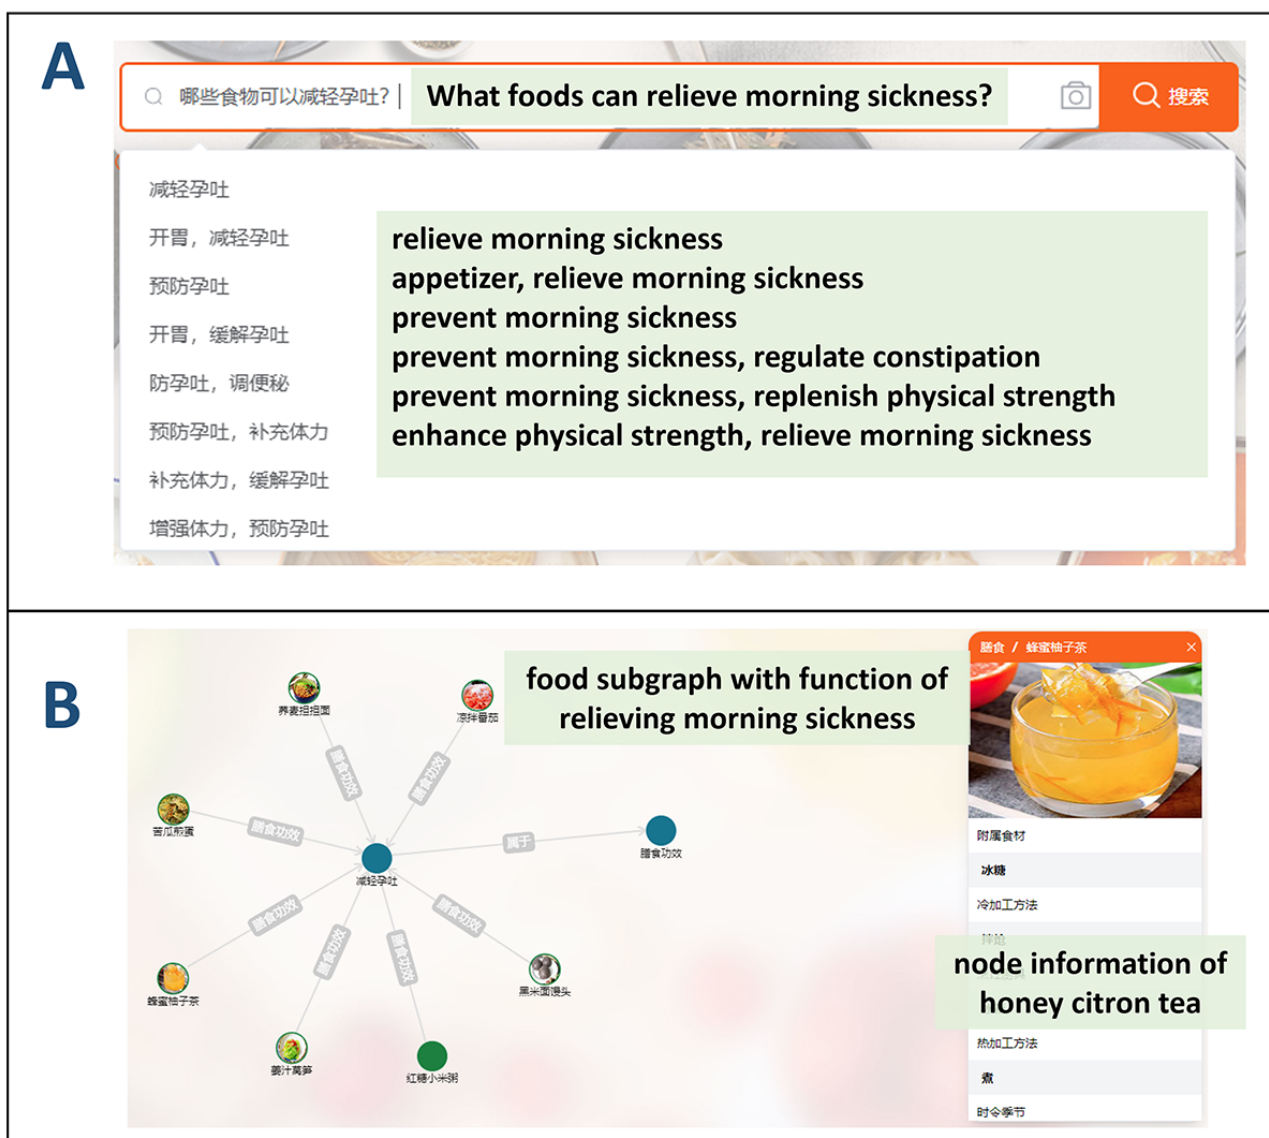 A
哪些食物可以减轻孕吐？ What foods can relieve morning sickness? 搜索
减轻孕吐
开胃，减轻孕吐
预防孕吐
开胃，缓解孕吐
防孕吐，调便秘
预防孕吐，补充体力
补充体力，缓解孕吐
增强体力，预防孕吐
relieve morning sickness
appetizer, relieve morning sickness
prevent morning sickness
prevent morning sickness, regulate constipation
prevent morning sickness, replenish physical strength
enhance physical strength, relieve morning sickness
B
food subgraph with function of
relieving morning sickness
荞麦担担面
凉拌番茄
膳食功效
膳食功效
苦瓜煎蛋
膳食功效
属于
膳食功效
减轻孕吐
膳食功效
膳食功效
膳食功效
膳食功效
蜂蜜柚子茶
黑米面馒头
姜汁莴笋
红糖小米粥
膳食 / 蜂蜜柚子茶
附属食材
冰糖
冷加工方法
node information of
honey citron tea
热加工方法
煮
时令季节